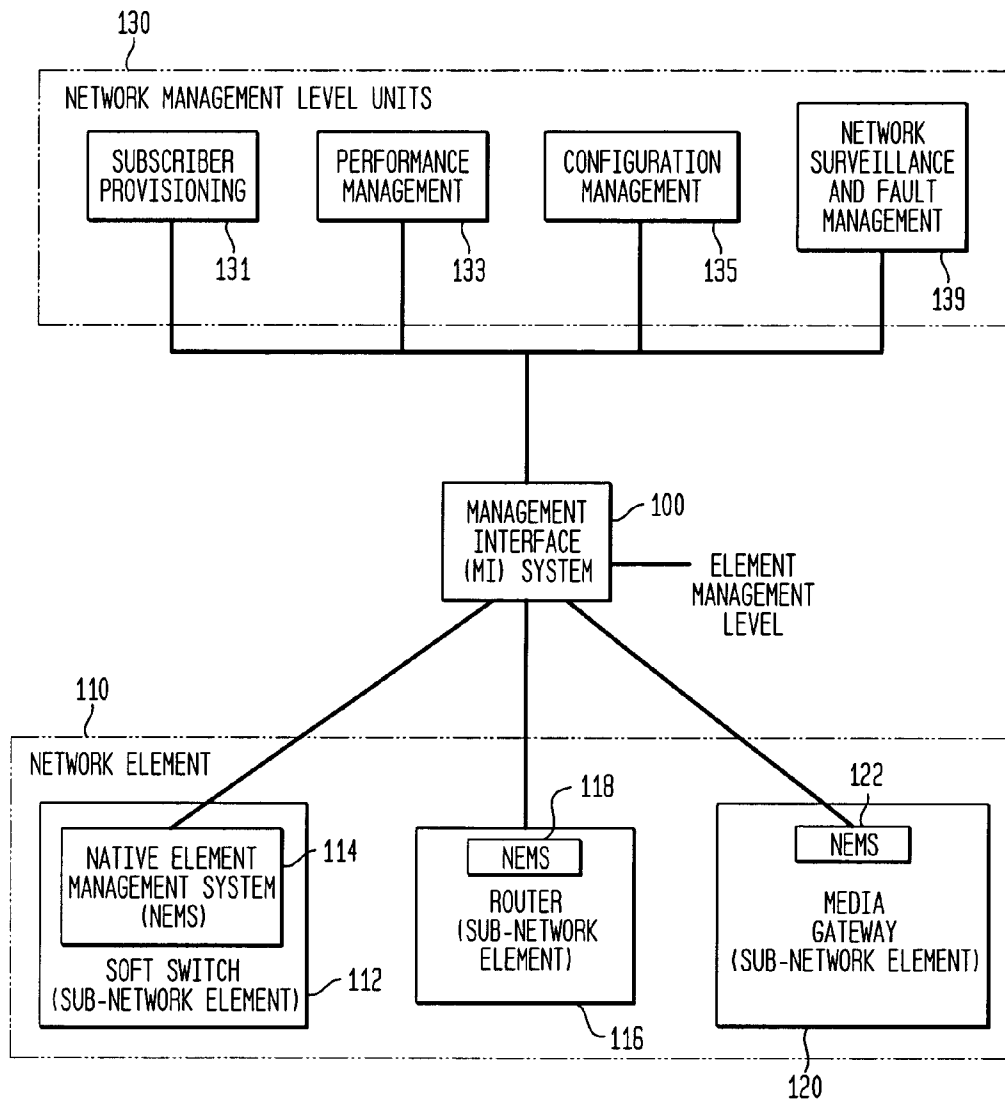 130
NETWORK MANAGEMENT LEVEL UNITS
SUBSCRIBER
PROVISIONING
131
PERFORMANCE
MANAGEMENT
133
CONFIGURATION
MANAGEMENT
135
NETWORK
SURVEILLANCE
AND FAULT
MANAGEMENT
139
MANAGEMENT
INTERFACE
(MI) SYSTEM
100
ELEMENT
MANAGEMENT
LEVEL
110
NETWORK ELEMENT
NATIVE ELEMENT
MANAGEMENT SYSTEM
(NEMS)
114
SOFT SWITCH
(SUB-NETWORK ELEMENT)
112
118
NEMS
ROUTER
(SUB-NETWORK
ELEMENT)
116
122
NEMS
MEDIA
GATEWAY
(SUB-NETWORK ELEMENT)
120